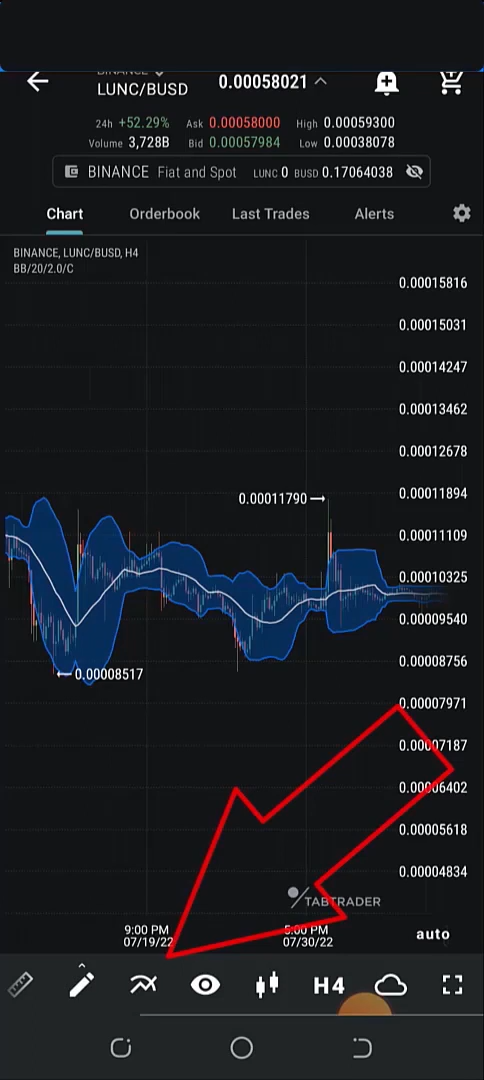 BINANCE
LUNC/BUSD
0.00058021
24h +52.29% Ask 0.00058000 High 0.00059300
Volume 3,728B Bid 0.00057984 Low 0.00038078
BINANCE Fiat and Spot LUNC 0 BUSD 0.17064038
Chart Orderbook Last Trades Alerts
BINANCE, LUNC/BUSD, H4
BB/20/2.0/C
0.00015816
0.00015031
0.00014247
0.00013462
0.00012678
0.00011894
0.00011790
0.00011109
0.00010325
0.00009540
0.00008756
0.00008517
0.00007971
0.00007187
0.00006402
0.00005618
0.00004834
TABTRADER
9:00 PM
07/19/22
5:00 PM
07/30/22
auto
H4